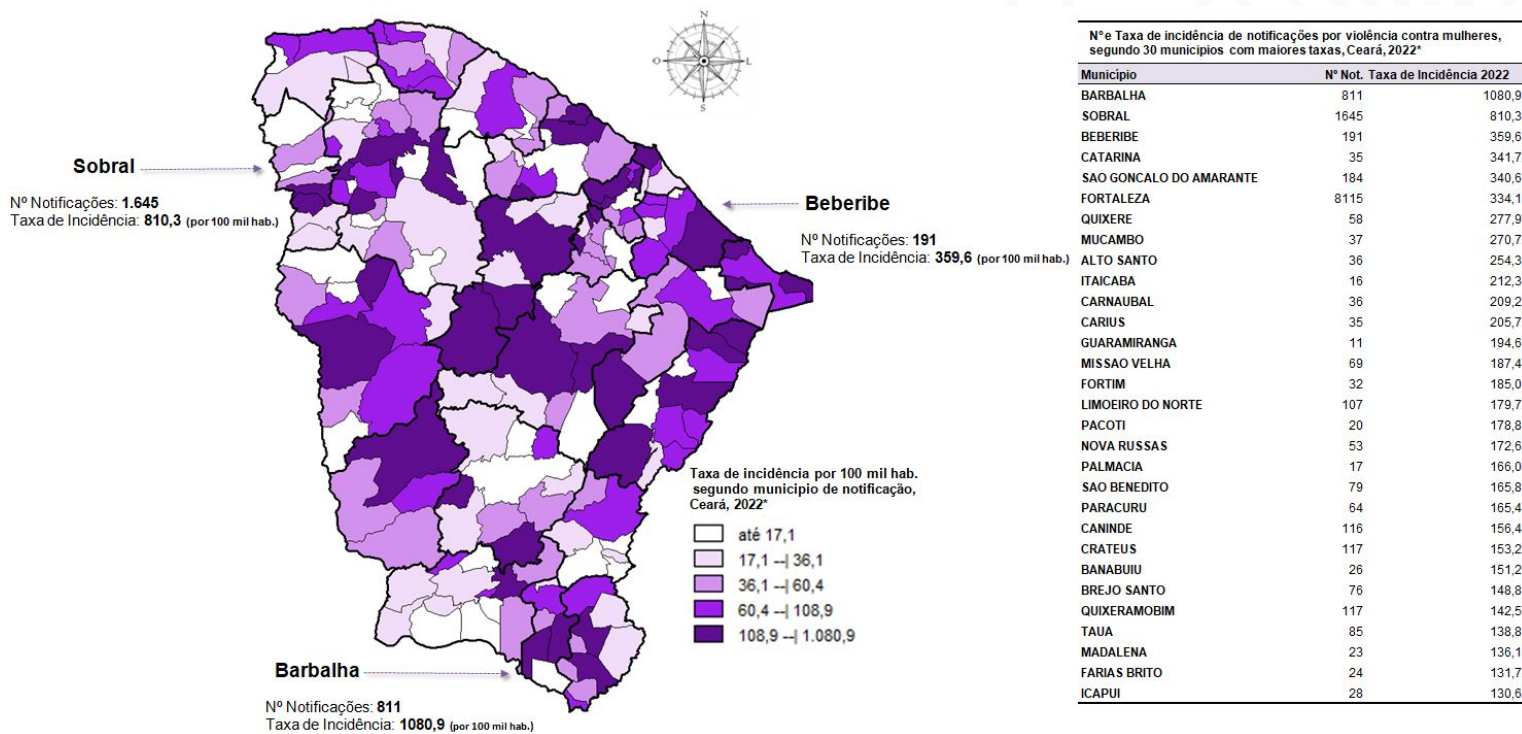 N
O
L
S
Sobral
Nº Notificações: 1.645
Taxa de Incidência: 810,3 (por 100 mil hab.)
Beberibe
Nº Notificações: 191
Taxa de Incidência: 359,6 (por 100 mil hab.)
Taxa de incidência por 100 mil hab.
segundo municipio de notificação,
Ceará, 2022*
até 17,1
17,1 --| 36,1
36,1 --| 60,4
60,4 --| 108,9
108,9 --| 1.080,9
Barbalha
Nº Notificações: 811
Taxa de Incidência: 1080,9 (por 100 mil hab.)
Nº e Taxa de incidência de notificações por violência contra mulheres,
segundo 30 municipios com maiores taxas, Ceará, 2022*
Município Nº Not. Taxa de Incidência 2022
BARBALHA 811 1080,9
SOBRAL 1645 810,3
BEBERIBE 191 359,6
CATARINA 35 341,7
SAO GONCALO DO AMARANTE 184 340,6
FORTALEZA 8115 334,1
QUIXERE 58 277,9
MUCAMBO 37 270,7
ALTO SANTO 36 254,3
ITAICABA 16 212,3
CARNAUBAL 36 209,2
CARIUS 35 205,7
GUARAMIRANGA 11 194,6
MISSAO VELHA 69 187,4
FORTIM 32 185,0
LIMOEIRO DO NORTE 107 179,7
PACOTI 20 178,8
NOVA RUSSAS 53 172,6
PALMACIA 17 166,0
SAO BENEDITO 79 165,8
PARACURU 64 165,4
CANINDE 116 156,4
CRATEUS 117 153,2
BANABUIU 26 151,2
BREJO SANTO 76 148,8
QUIXERAMOBIM 117 142,5
TAUA 85 138,8
MADALENA 23 136,1
FARIAS BRITO 24 131,7
ICAPUI 28 130,6